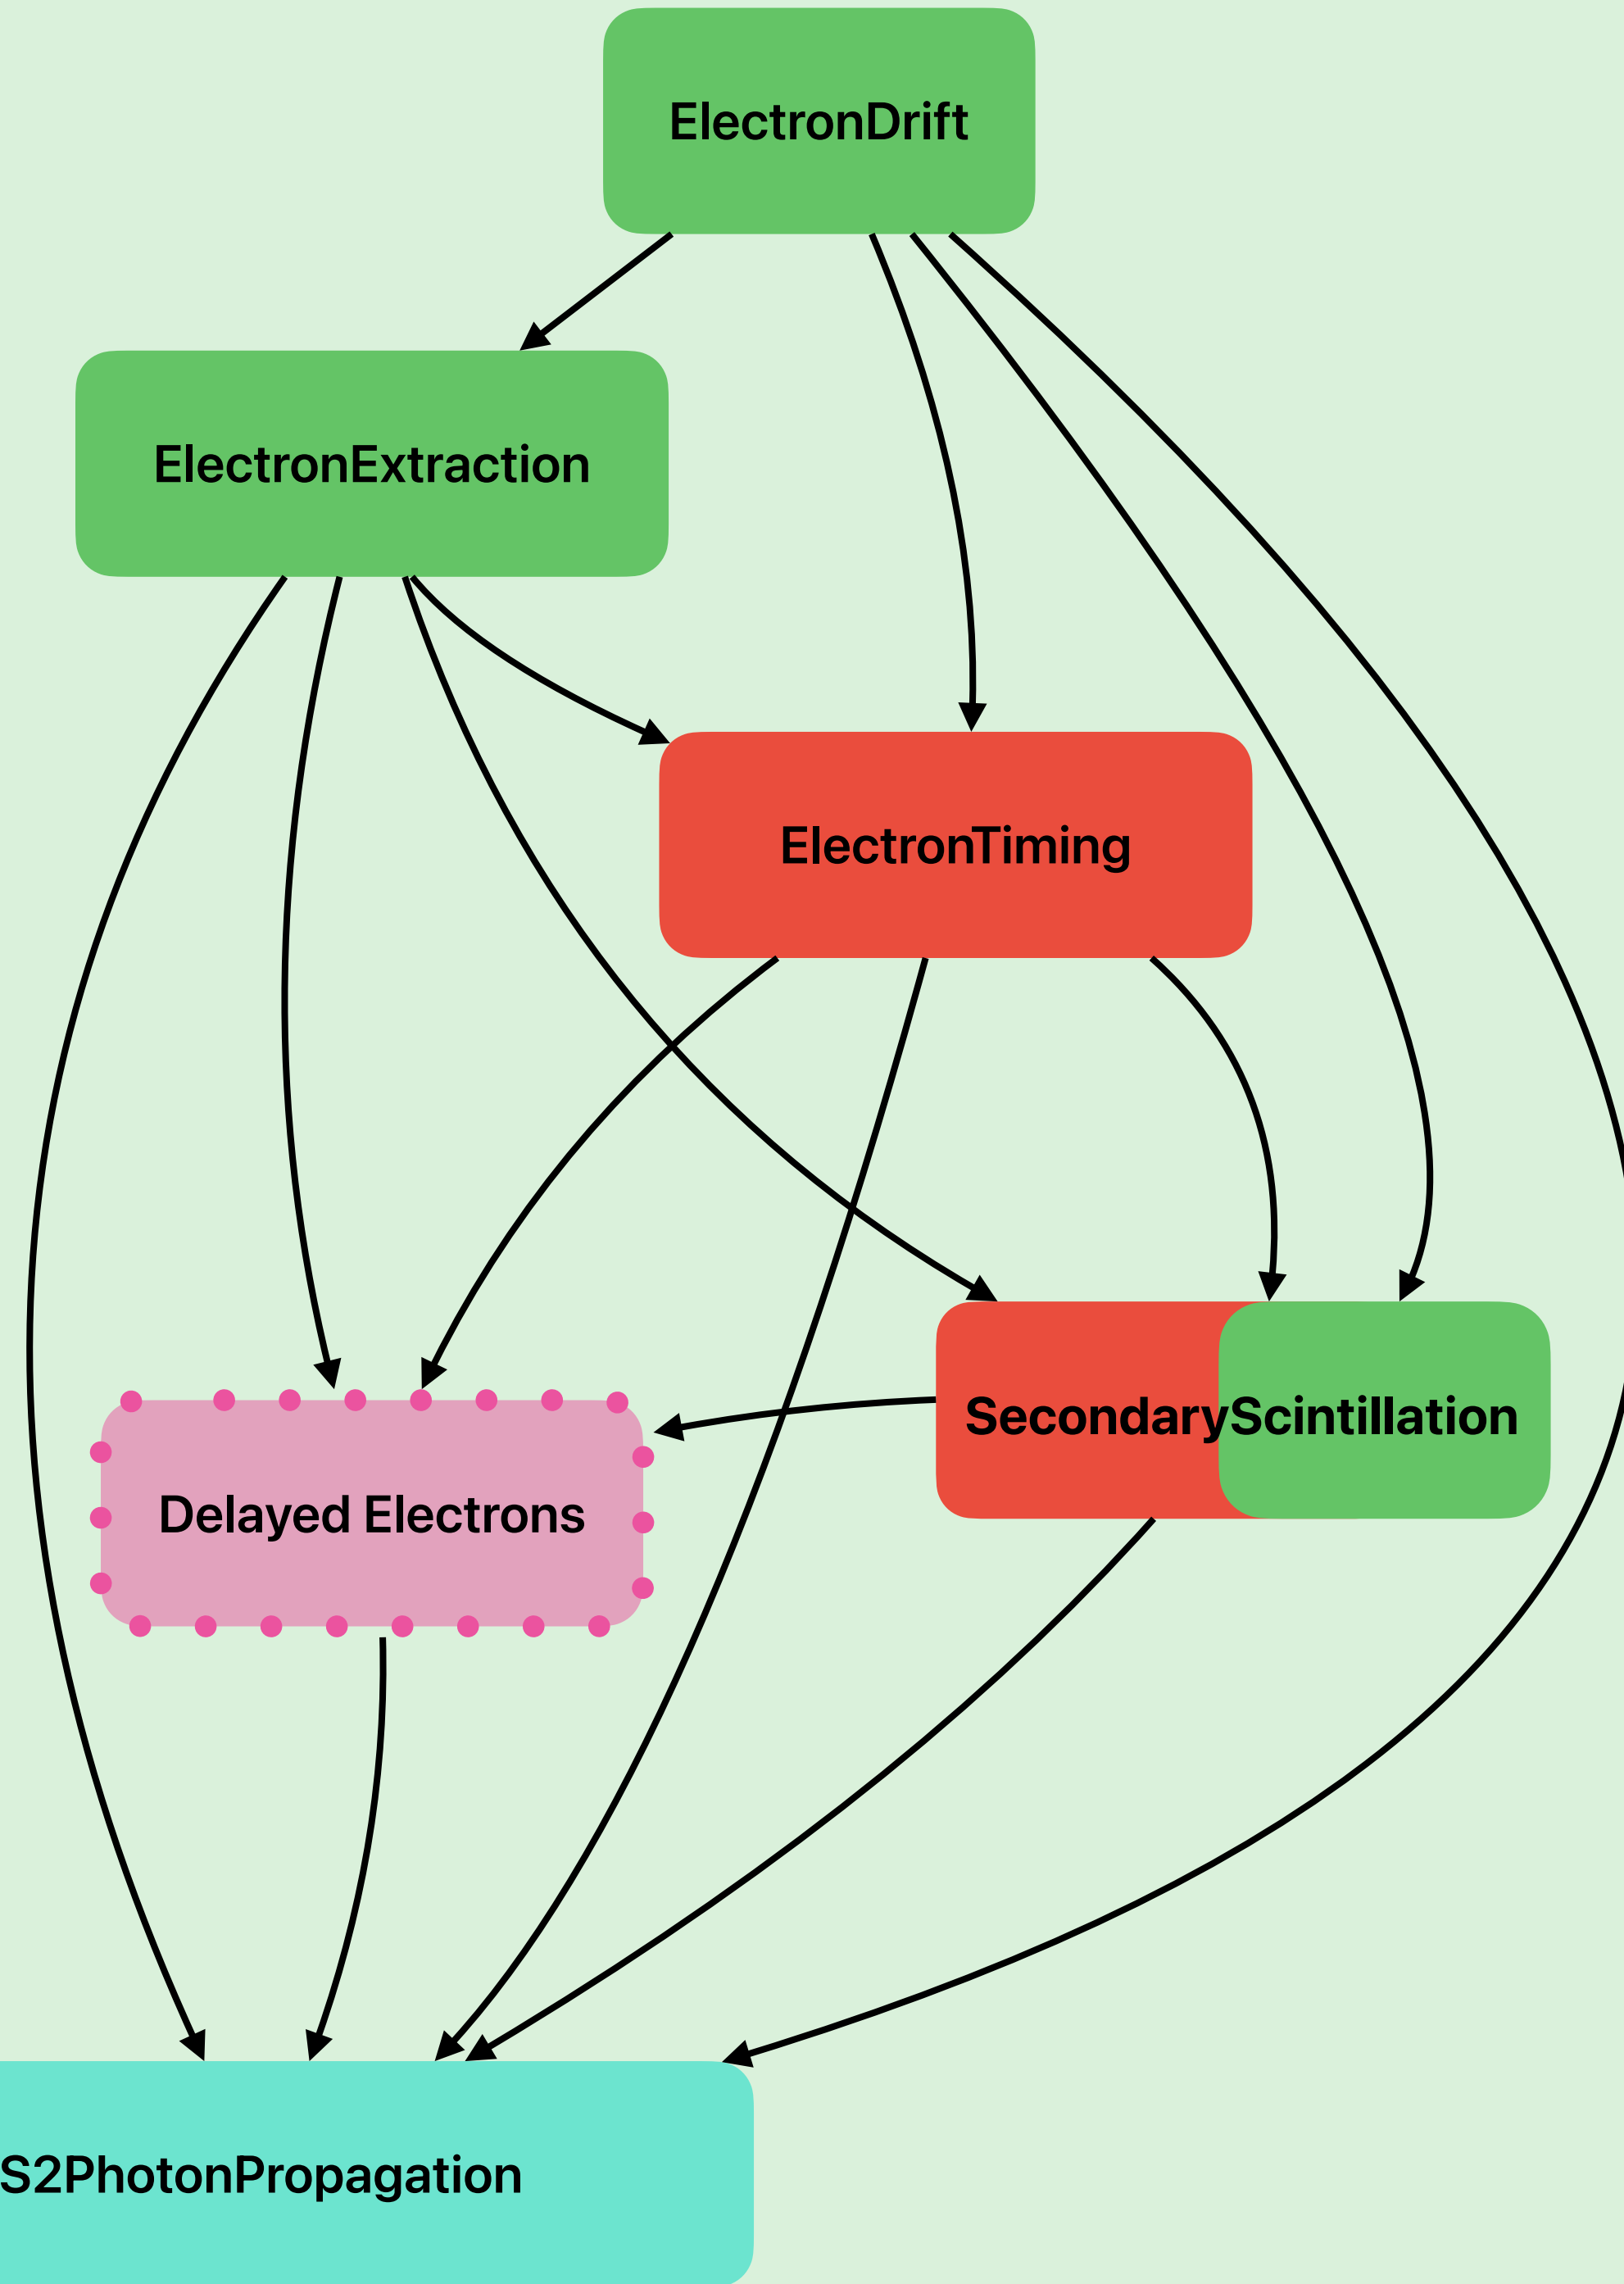 ElectronDrift
ElectronExtraction
ElectronTiming
SecondaryScintillation
Delayed Electrons
S2PhotonPropagation